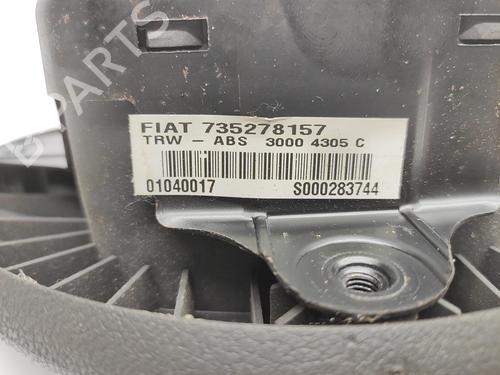 FIAT 735278157
TRW - ABS 3000 4305 C
01040017 S000283744